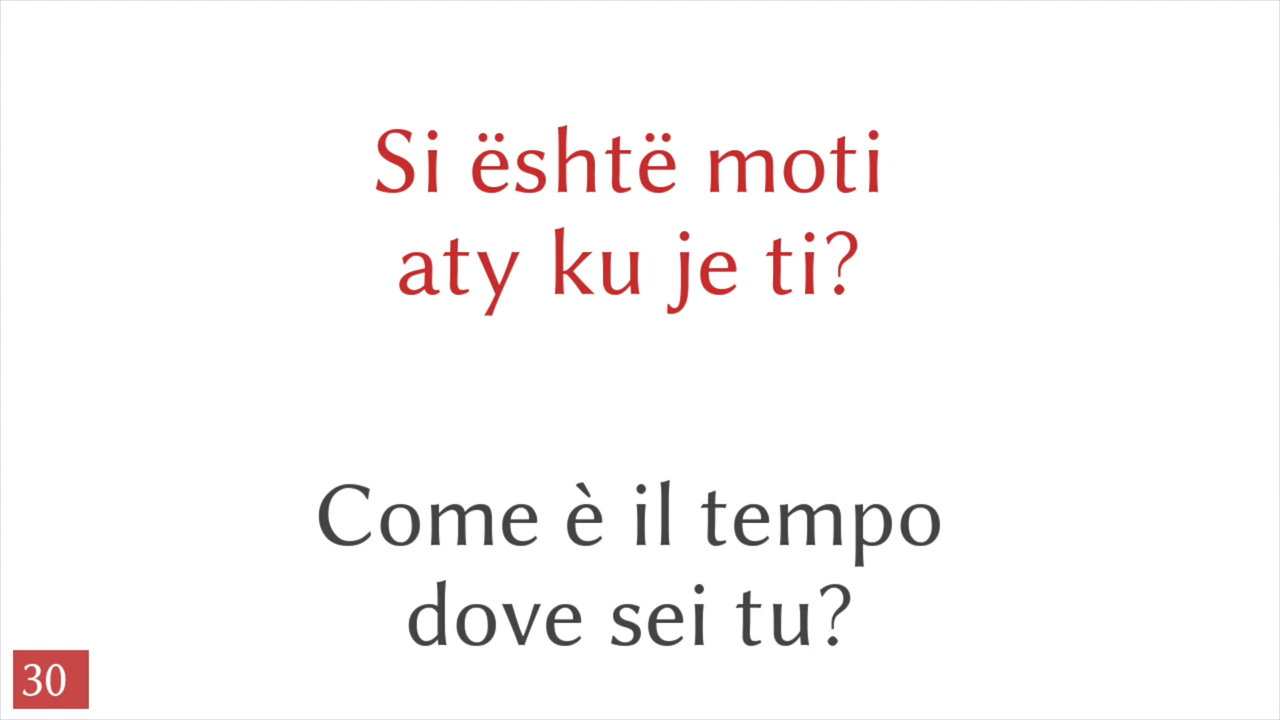 Si është moti
aty ku je ti?
Come è il tempo
dove sei tu?
30